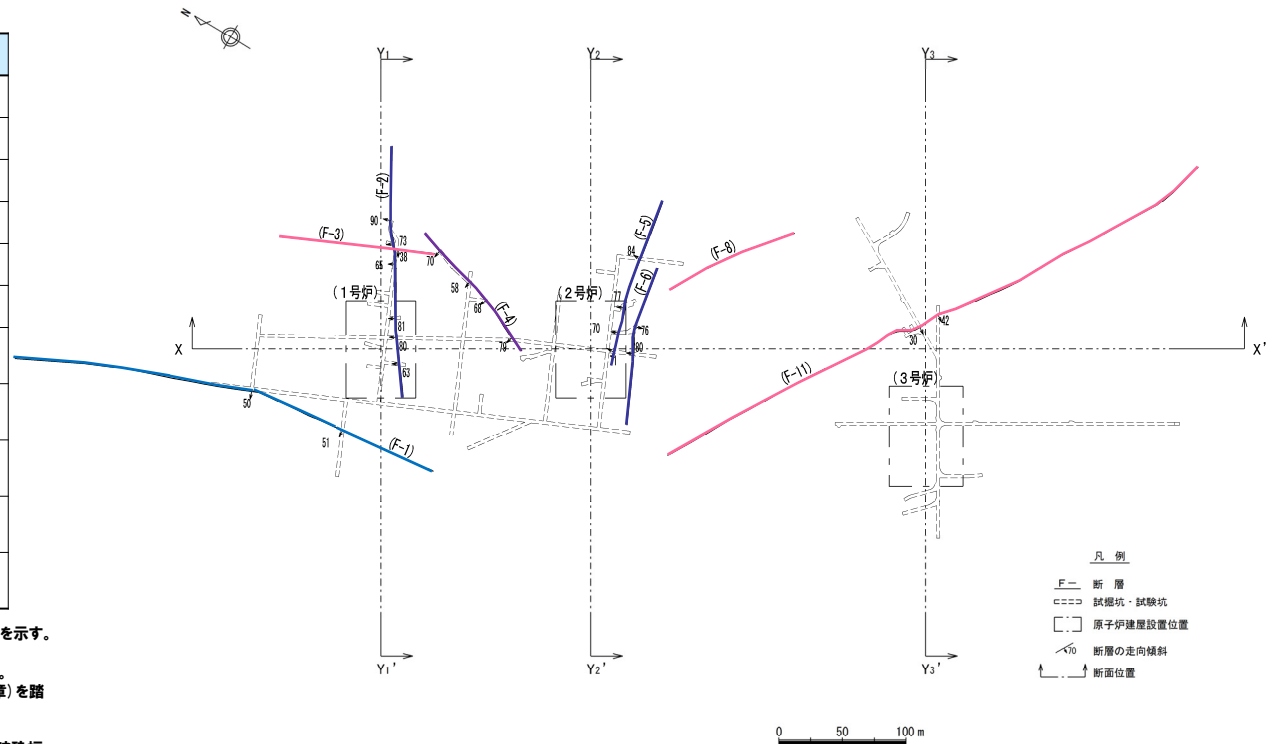 N
Y1
Y2
Y3
(F-2)
90
(F-3)
73
38
65
70
(F-5)
84
(F-8)
(F-6)
58
68
(F-4)
(1号炉)
(2号炉)
77
81
80
79
70
76
80
63
42
30
X
X'
(3号炉)
(F-11)
50
51
(F-1)
凡 例
F- 断 層
試掘坑・試験坑
原子炉建屋設置位置
70 断層の走向傾斜
断面位置
を示す。
。
章)を踏
Y1'
Y2'
Y3'
0 50 100 m